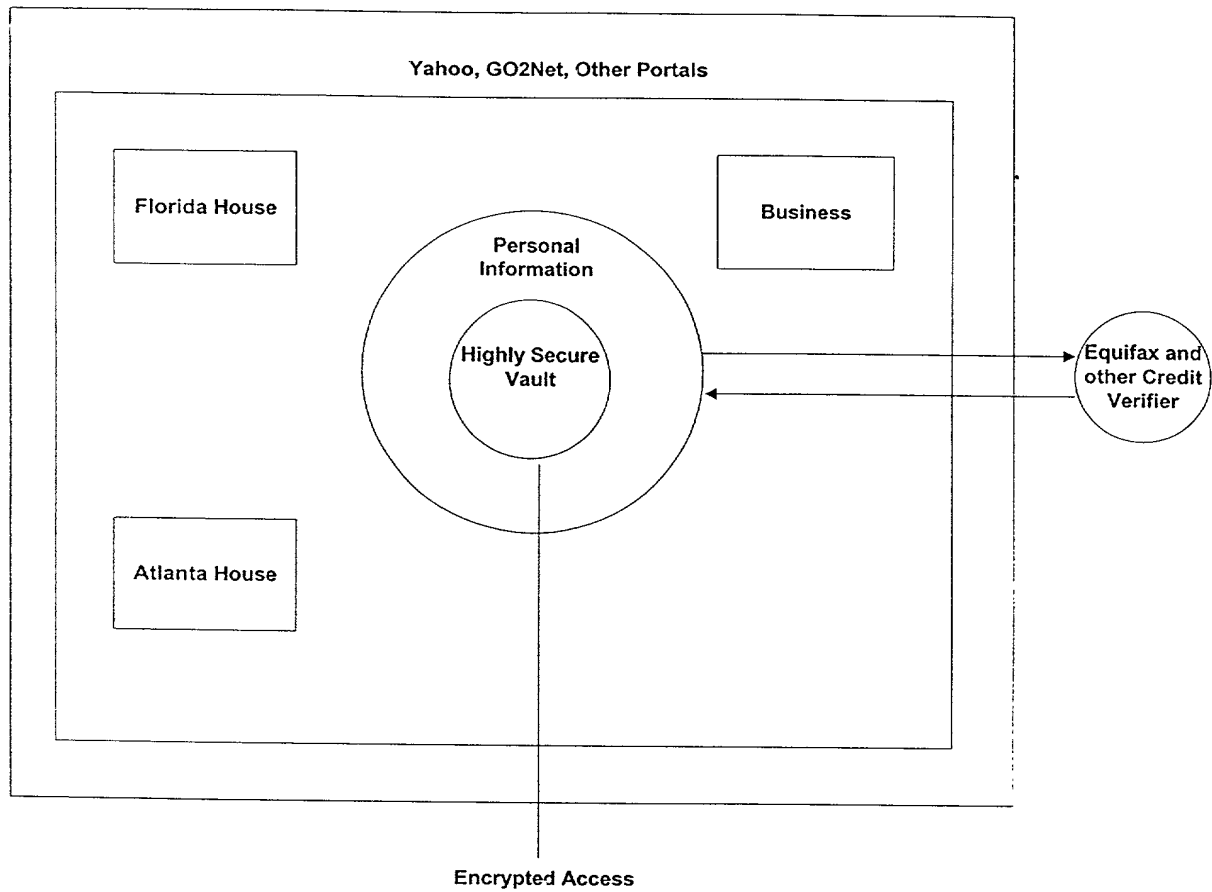 Yahoo, GO2Net, Other Portals
Florida House
Business
Personal
Information
Highly Secure
Vault
Equifax and
other Credit
Verifier
Atlanta House
Encrypted Access